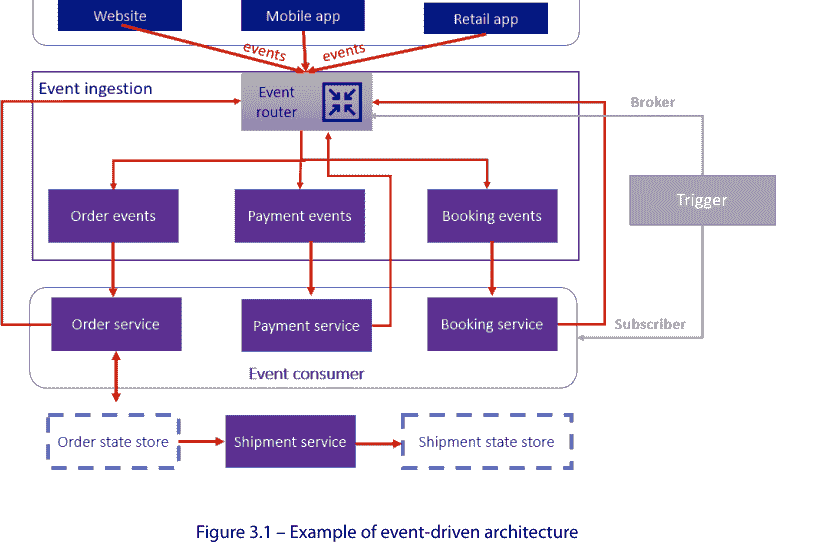 Website
Mobile app
Retail app
events
events
Event ingestion
Event
router
Broker
Order events
Payment events
Booking events
Trigger
Order service
Payment service
Booking service
Subscriber
Event consumer
Order state store
Shipment service
Shipment state store
Figure 3.1 – Example of event-driven architecture